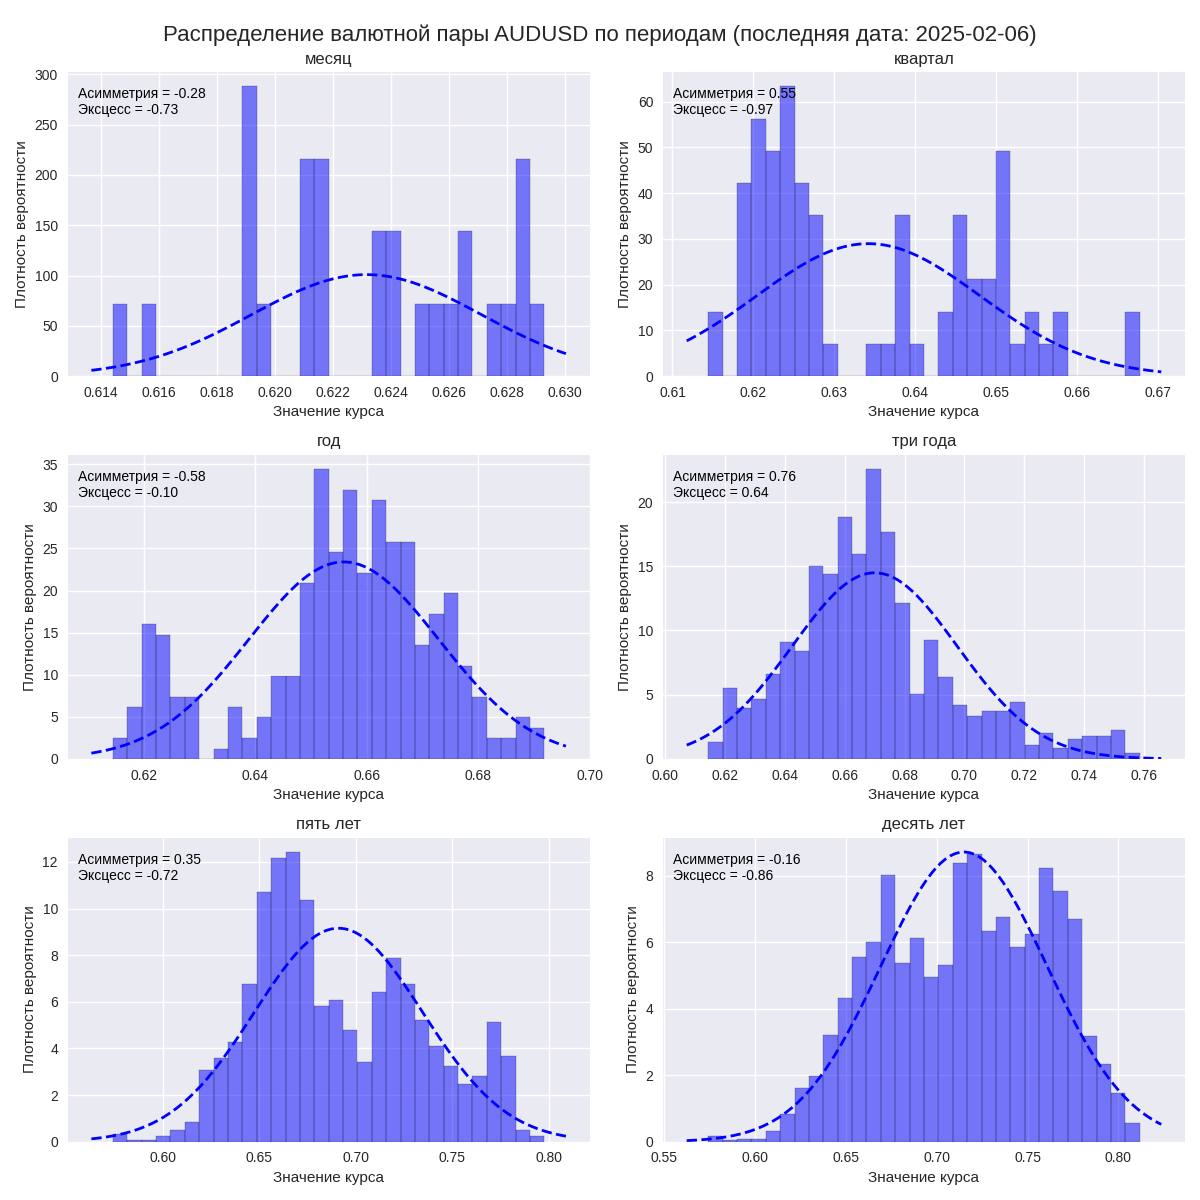 Распределение валютной пары AUDUSD по периодам (последняя дата: 2025-02-06)
месяц
Асимметрия = -0.28
Эксцесс = -0.73
Плотность вероятности
300
250
200
150
100
50
0
0.614 0.616 0.618 0.620 0.622 0.624 0.626 0.628 0.630
Значение курса
квартал
Асимметрия = 0.55
Эксцесс = -0.97
Плотность вероятности
60
50
40
30
20
10
0
0.61 0.62 0.63 0.64 0.65 0.66 0.67
Значение курса
год
Асимметрия = -0.58
Эксцесс = -0.10
Плотность вероятности
35
30
25
20
15
10
5
0
0.62 0.64 0.66 0.68 0.70
Значение курса
три года
Асимметрия = 0.76
Эксцесс = 0.64
Плотность вероятности
20
15
10
5
0
0.60 0.62 0.64 0.66 0.68 0.70 0.72 0.74 0.76
Значение курса
пять лет
Асимметрия = 0.35
Эксцесс = -0.72
Плотность вероятности
12
10
8
6
4
2
0
0.60 0.65 0.70 0.75 0.80
Значение курса
десять лет
Асимметрия = -0.16
Эксцесс = -0.86
Плотность вероятности
8
6
4
2
0
0.55 0.60 0.65 0.70 0.75 0.80
Значение курса